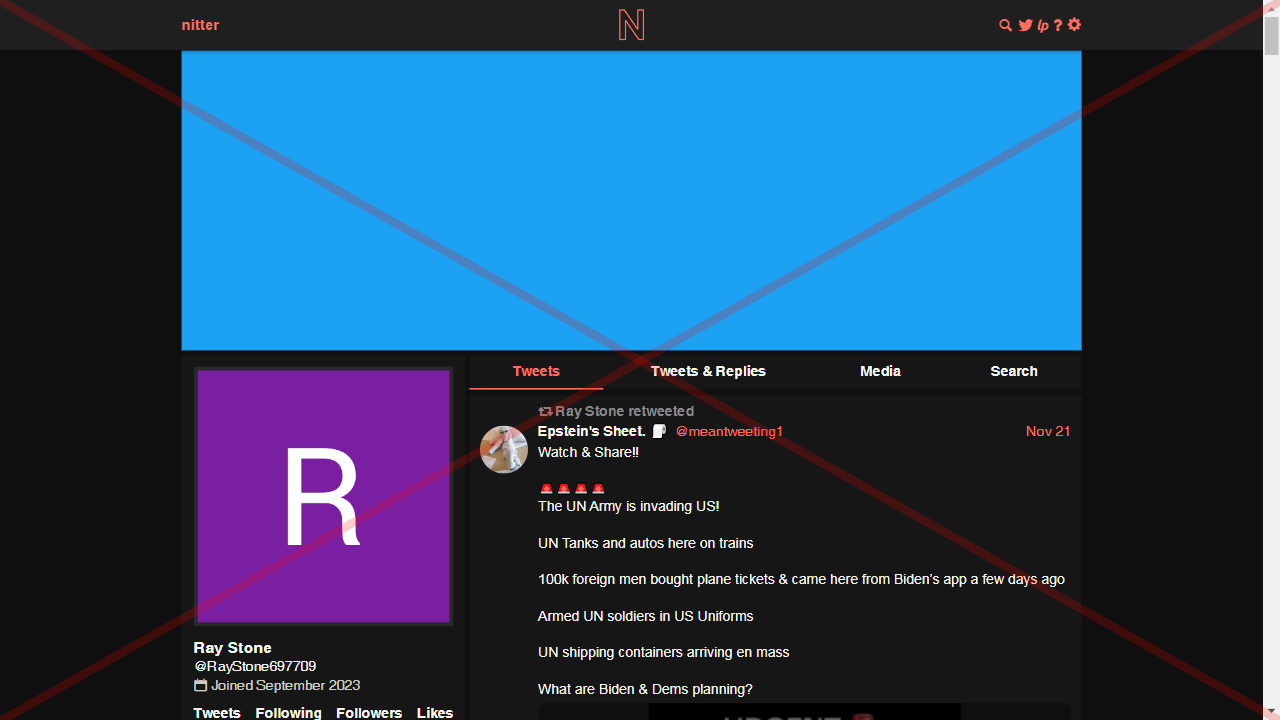 nitter
N
lp ?
Tweets
Tweets & Replies
Media
Search
R
Ray Stone
@RayStone697709
Joined September 2023
Tweets Following Followers Likes
Ray Stone retweeted
Epstein's Sheet. @meantweeting1 Nov 21
Watch & Share!!
The UN Army is invading US!
UN Tanks and autos here on trains
100k foreign men bought plane tickets & came here from Biden's app a few days ago
Armed UN soldiers in US Uniforms
UN shipping containers arriving en mass
What are Biden & Dems planning?
URGENT